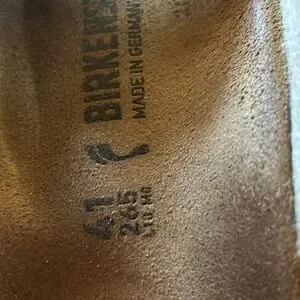 BIRKENS
MADE IN GERMANY
41
265
L10 M8